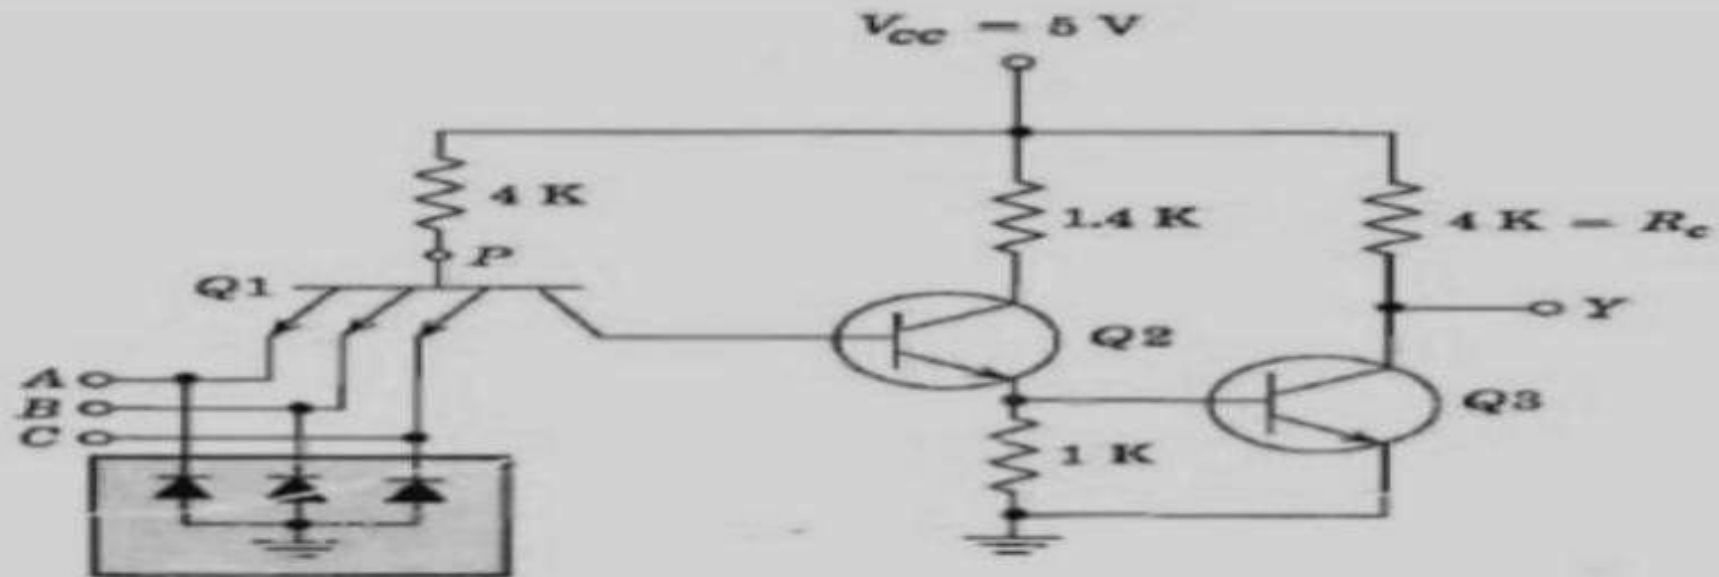 Vcc = 5 V
4 K
P
Q1
1.4 K
4 K = Rc
Y
Q2
A
B
C
Q3
1 K